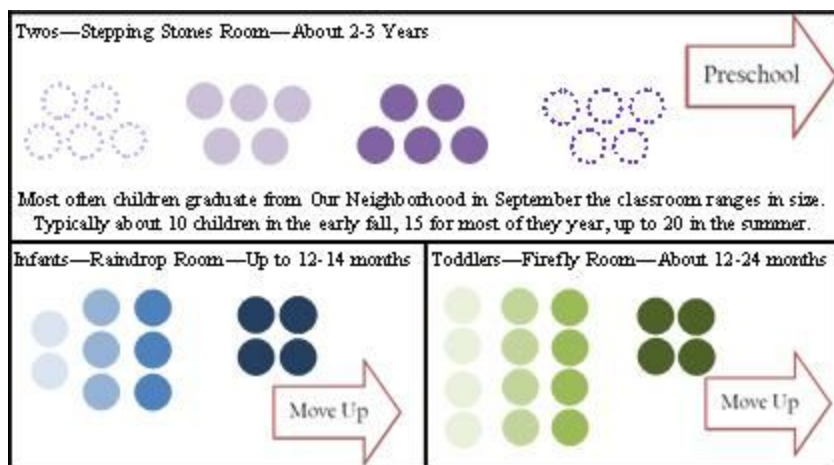 Twos—Stepping Stones Room—About 2-3 Years
Preschool
Most often children graduate from Our Neighborhood in September the classroom ranges in size.
Typically about 10 children in the early fall, 15 for most of they year, up to 20 in the summer.
Infants—Raindrop Room—Up to 12-14 months
Move Up
Toddlers—Firefly Room—About 12-24 months
Move Up